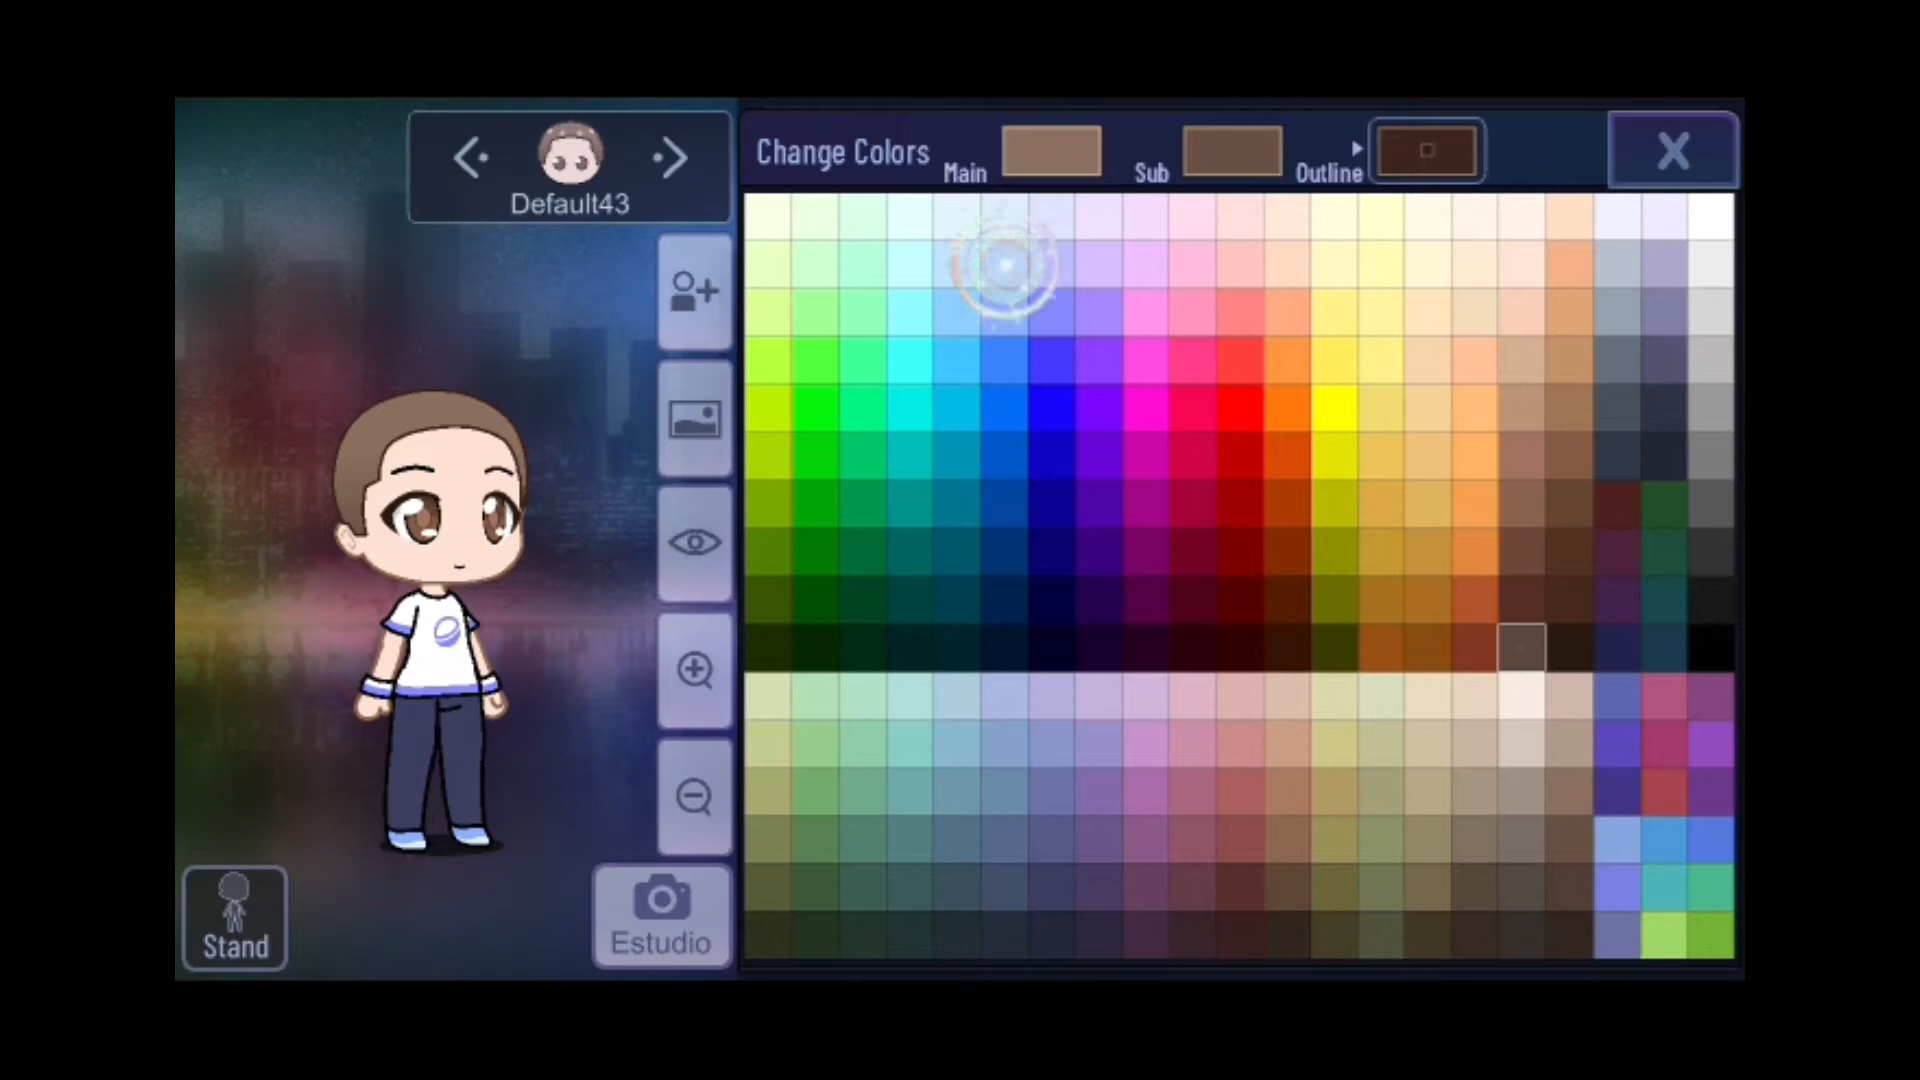 Default43
Change Colors
Main
Sub
Outline
X
Stand
Estudio